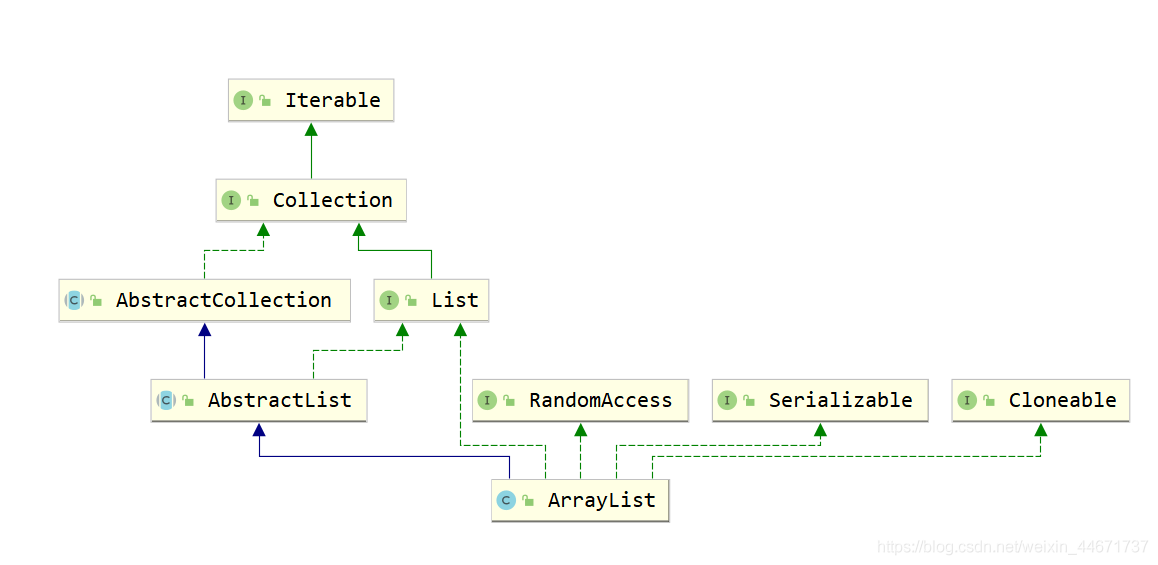 I Iterable
I Collection
C AbstractCollection
I List
C AbstractList
I RandomAccess
I Serializable
I Cloneable
C ArrayList
https://blog.csdn.net/weixin_44671737